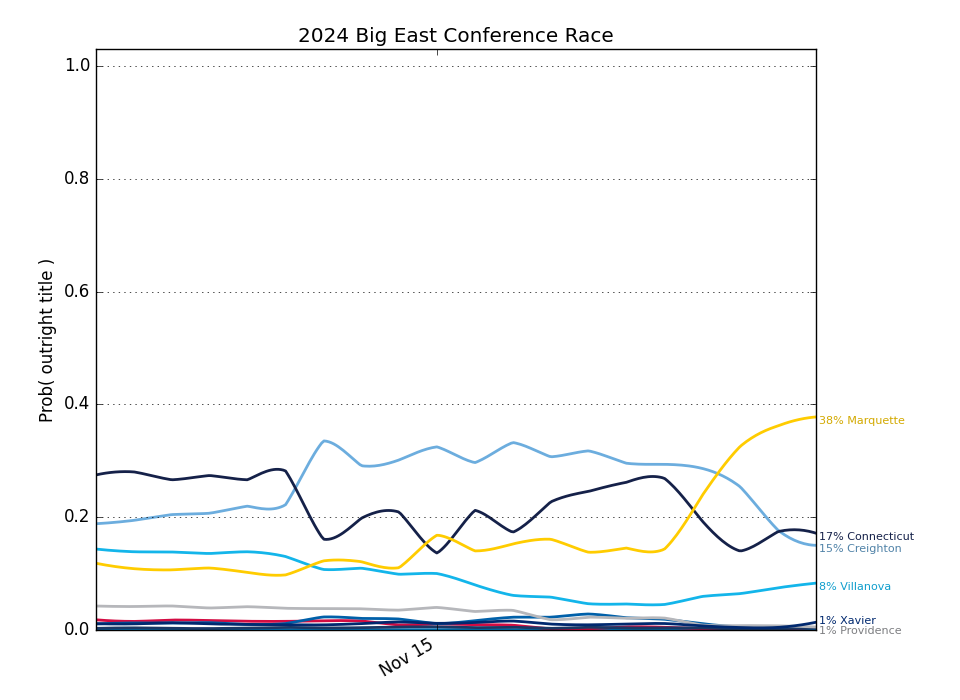 2024 Big East Conference Race
Prob( outright title )
1.0
0.8
0.6
0.4
0.2
0.0
Nov 15
38% Marquette
17% Connecticut
15% Creighton
8% Villanova
1% Xavier
1% Providence